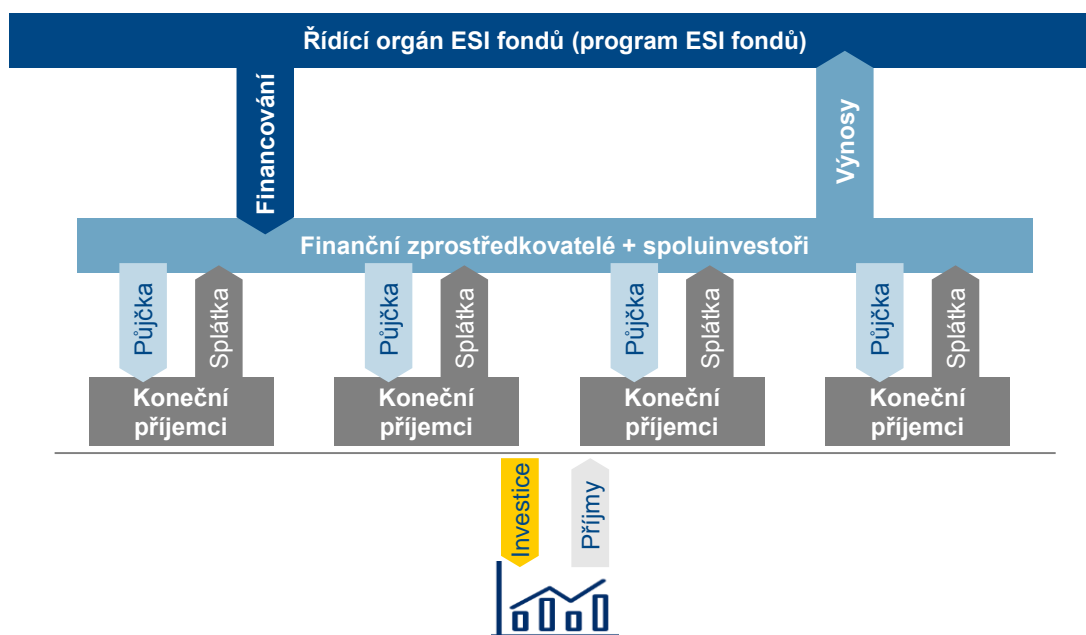 Řídící orgán ESI fondů (program ESI fondů)
Financování
Výnosy
Finanční zprostředkovatelé + spoluinvestoři
Půjčka
Splátka
Půjčka
Splátka
Půjčka
Splátka
Půjčka
Splátka
Koneční
příjemci
Koneční
příjemci
Koneční
příjemci
Koneční
příjemci
Investice
Příjmy